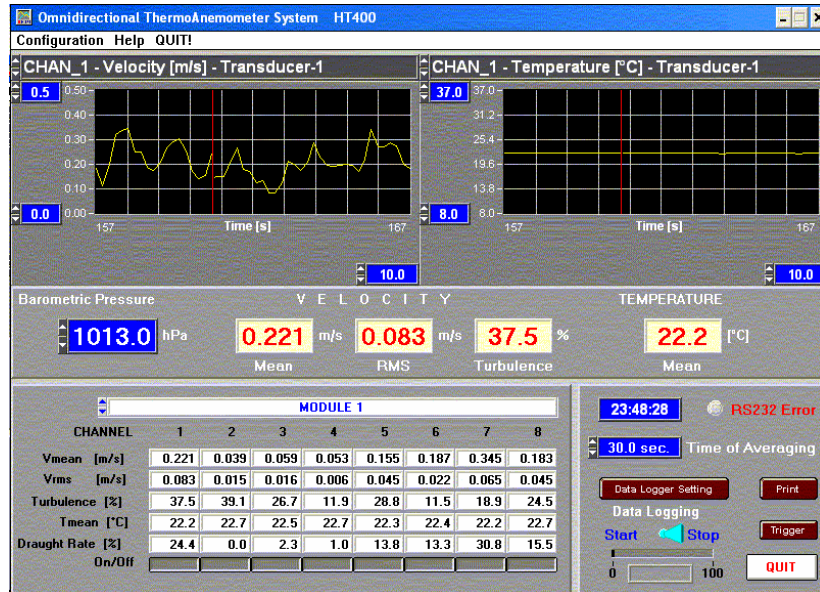 Omnidirectional ThermoAnemometer System HT400
Configuration Help QUIT!
CHAN_1 - Velocity [m/s] - Transducer-1
0.5
0.50
0.40
0.30
0.20
0.10
0.0
0.00
157 Time [s] 167
10.0
CHAN_1 - Temperature [°C] - Transducer-1
37.0
37.0
31.2
25.4
19.6
13.8
8.0
8.0
157 Time [s] 167
10.0
Barometric Pressure VELOCITY TEMPERATURE
1013.0 hPa 0.221 m/s 0.083 m/s 37.5 % 22.2 [°C]
Mean RMS Turbulence Mean
MODULE 1
CHANNEL 1 2 3 4 5 6 7 8
Vmean [m/s] 0.221 0.039 0.059 0.053 0.155 0.187 0.345 0.183
Vrms [m/s] 0.083 0.015 0.016 0.006 0.045 0.022 0.065 0.045
Turbulence [%] 37.5 39.1 26.7 11.9 28.8 11.5 18.9 24.5
Tmean [°C] 22.2 22.7 22.5 22.7 22.3 22.4 22.2 22.7
Draught Rate [%] 24.4 0.0 2.3 1.0 13.8 13.3 30.8 15.5
On/Off
23:48:28 RS232 Error
30.0 sec. Time of Averaging
Data Logger Setting Print
Data Logging
Start Stop Trigger
0 100 QUIT